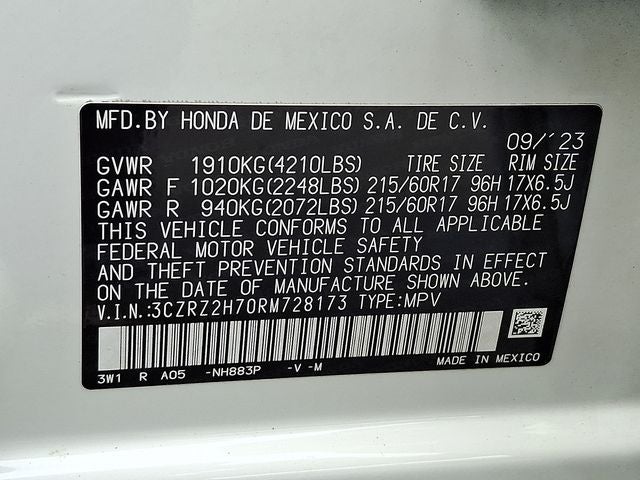 MFD.BY HONDA DE MEXICO S.A. DE C.V.
09/´23
GVWR 1910KG(4210LBS) TIRE SIZE RIM SIZE
GAWR F 1020KG(2248LBS) 215/60R17 96H 17X6.5J
GAWR R 940KG(2072LBS) 215/60R17 96H 17X6.5J
THIS VEHICLE CONFORMS TO ALL APPLICABLE
FEDERAL MOTOR VEHICLE SAFETY
AND THEFT PREVENTION STANDARDS IN EFFECT
ON THE DATE OF MANUFACTURE SHOWN ABOVE.
V.I.N.:3CZRZ2H70RM728173 TYPE:MPV
3W1 R A05 -NH883P -V -M MADE IN MEXICO